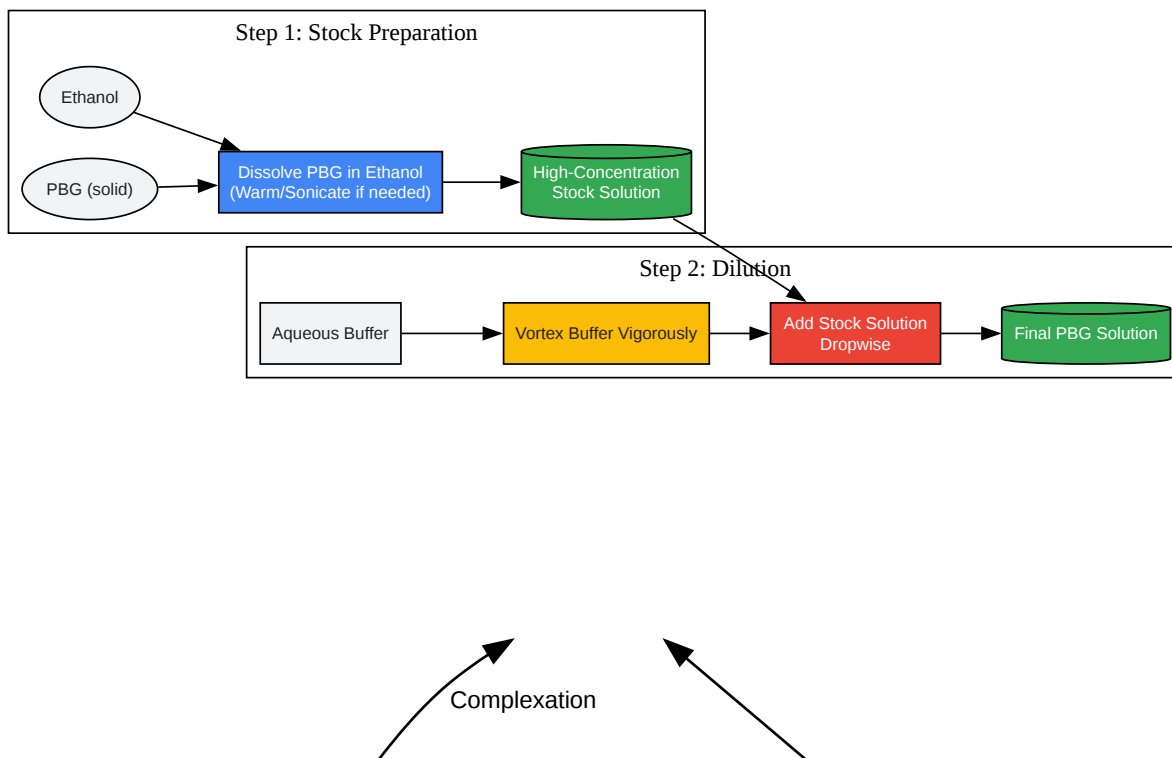 Step 1: Stock Preparation
Ethanol
PBG (solid)
Dissolve PBG in Ethanol
(Warm/Sonicate if needed)
High-Concentration
Stock Solution
Step 2: Dilution
Aqueous Buffer
Vortex Buffer Vigorously
Add Stock Solution
Dropwise
Final PBG Solution
Complexation